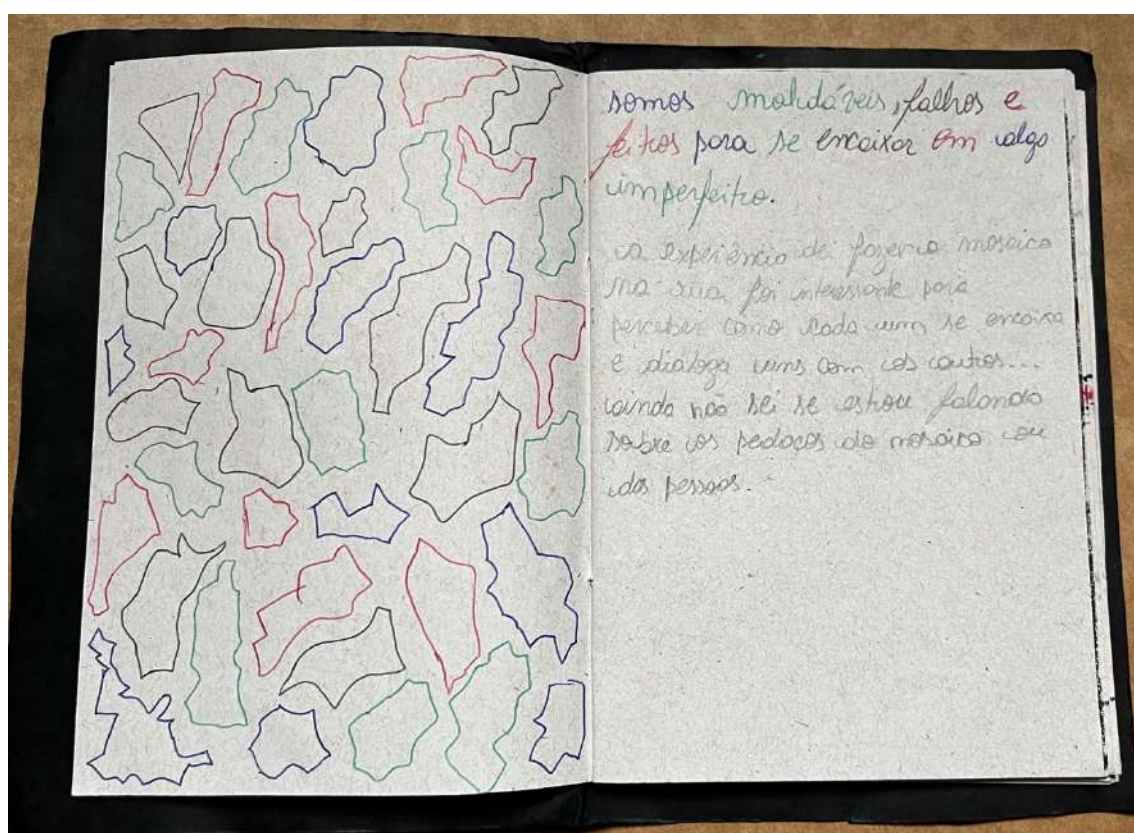 somos moldáveis, falhos e
feitos para se encaixar em algo
imperfeito.
a experiência de fazer o mosaico
na rua, foi interessante para
perceber como cada um se encaixa
e dialoga uns com os outros...
ainda não sei se estou falando
sobre os pedaços do mosaico ou
das pessoas.